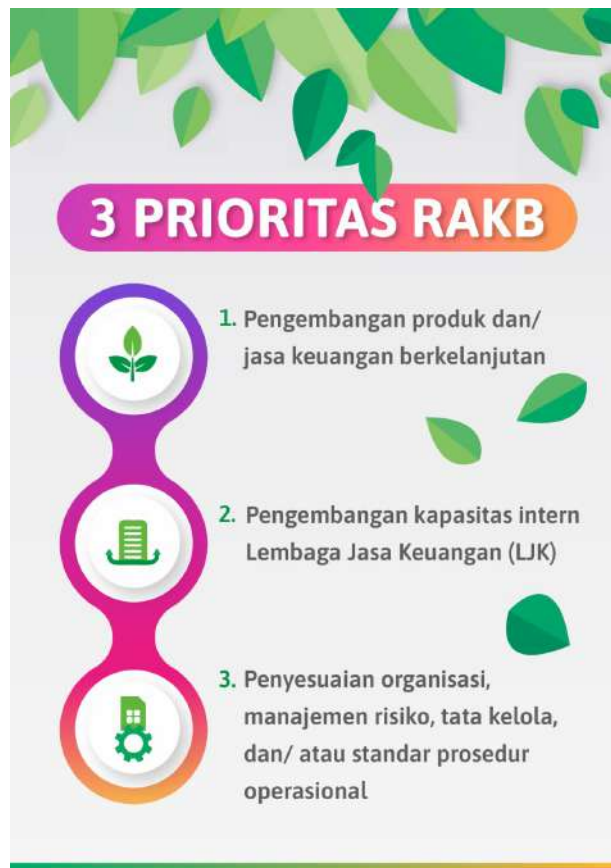 3 PRIORITAS RAKB
1. Pengembangan produk dan/
jasa keuangan berkelanjutan
2. Pengembangan kapasitas intern
Lembaga Jasa Keuangan (LJK)
3. Penyesuaian organisasi,
manajemen risiko, tata kelola,
dan/ atau standar prosedur
operasional